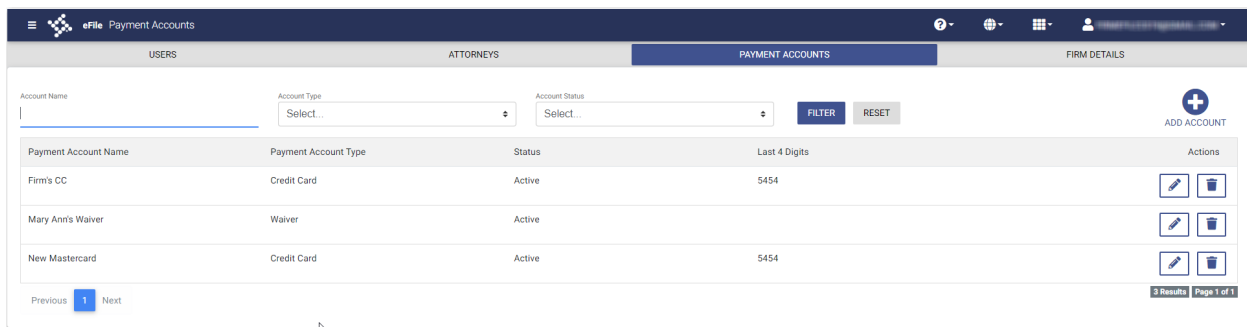 eFile Payment Accounts
USERS ATTORNEYS PAYMENT ACCOUNTS FIRM DETAILS
Account Name Account Type Account Status
Select... Select... FILTER RESET
ADD ACCOUNT
Payment Account Name Payment Account Type Status Last 4 Digits Actions
Firm's CC Credit Card Active 5454
Mary Ann's Waiver Waiver Active
New Mastercard Credit Card Active 5454
Previous 1 Next 3 Results Page 1 of 1